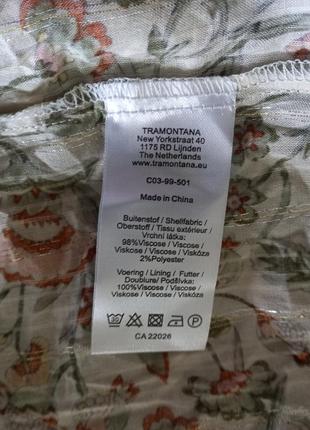 TRAMONTANA
New Yorkstraat 40
1175 RD Lijnden
The Netherlands
www.tramontana.eu
C03-99-501
Made in China
Buitenstof / Shellfabric /
Oberstoff / Tissu extérieur /
Vrchní látka:
98%Viscose / Viscose /
Viskose / Viscose / Viskóza
2%Polyester
Voering / Lining / Futter /
Doublure/ Podšívka:
100%Viscose / Viscose /
Viskose / Viscose / Viskóza
CA 22026